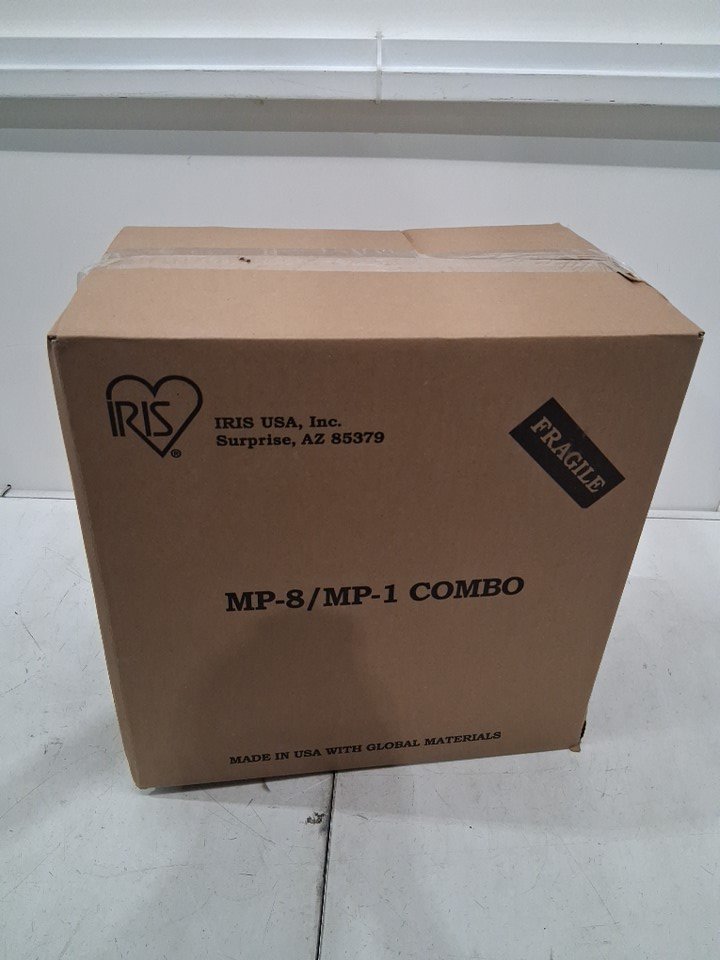 IRIS
®
IRIS USA, Inc.
Surprise, AZ 85379
FRAGILE
MP-8/MP-1 COMBO
MADE IN USA WITH GLOBAL MATERIALS